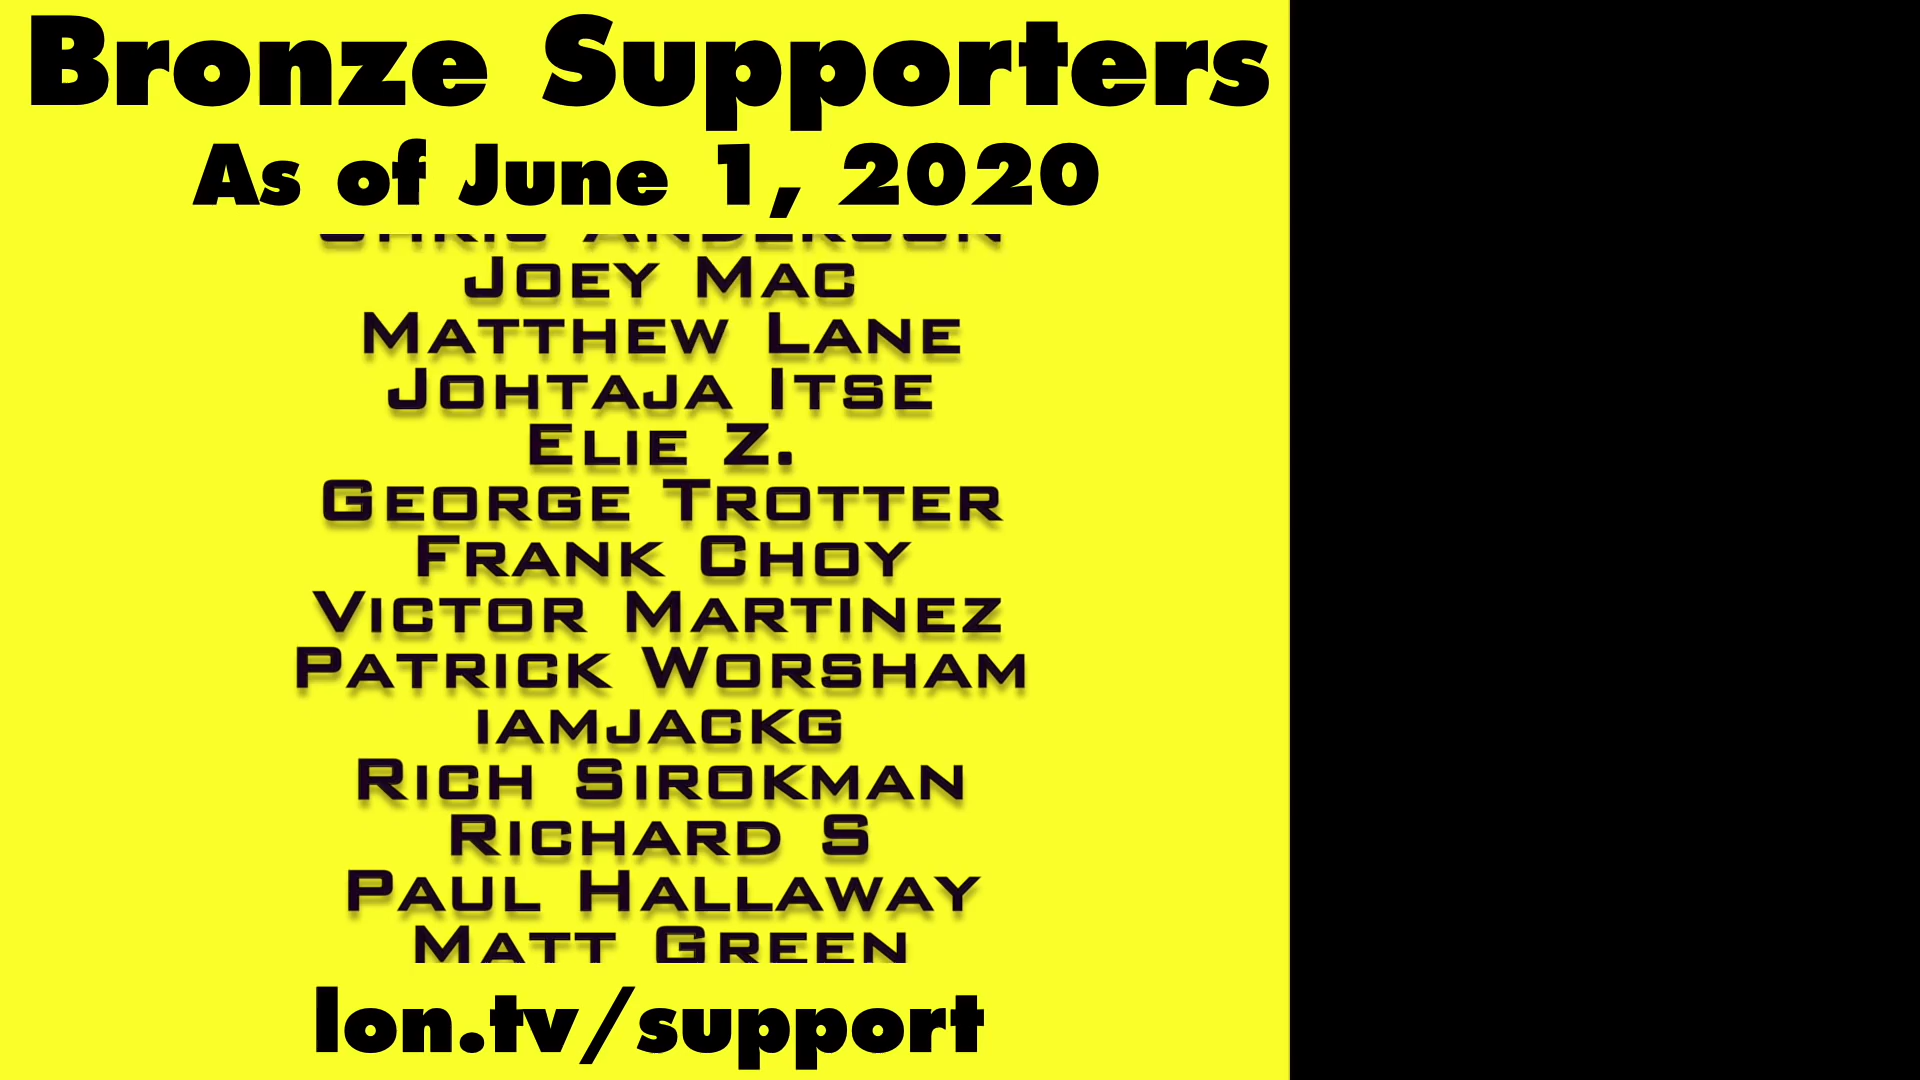 Bronze Supporters
As of June 1, 2020
Joey Mac
Matthew Lane
Johtaja Itse
Elie Z.
George Trotter
Frank Choy
Victor Martinez
Patrick Worsham
iamjackg
Rich Sirokman
Richard S
Paul Hallaway
Matt Green
lon.tv/support